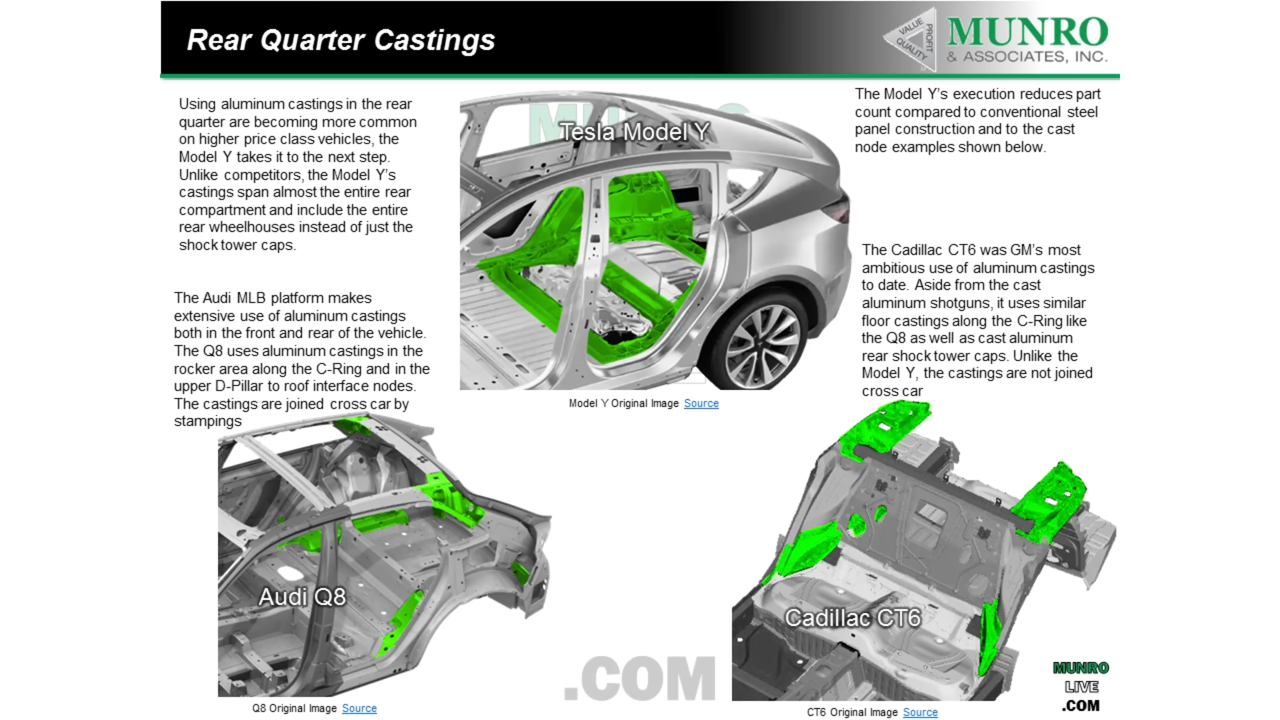 Rear Quarter Castings
VALUE
QUALITY
PROFIT
MUNRO
& ASSOCIATES, INC.
Using aluminum castings in the rear
quarter are becoming more common
on higher price class vehicles, the
Model Y takes it to the next step.
Unlike competitors, the Model Y's
castings span almost the entire rear
compartment and include the entire
rear wheelhouses instead of just the
shock tower caps.
Tesla Model Y
Model Y Original Image Source
The Model Y's execution reduces part
count compared to conventional steel
panel construction and to the cast
node examples shown below.
The Audi MLB platform makes
extensive use of aluminum castings
both in the front and rear of the vehicle.
The Q8 uses aluminum castings in the
rocker area along the C-Ring and in the
upper D-Pillar to roof interface nodes.
The castings are joined cross car by
stampings
The Cadillac CT6 was GM's most
ambitious use of aluminum castings
to date. Aside from the cast
aluminum shotguns, it uses similar
floor castings along the C-Ring like
the Q8 as well as cast aluminum
rear shock tower caps. Unlike the
Model Y, the castings are not joined
cross car
Audi Q8
Q8 Original Image Source
.COM
Cadillac CT6
CT6 Original Image Source
MUNRO
LIVE
.COM